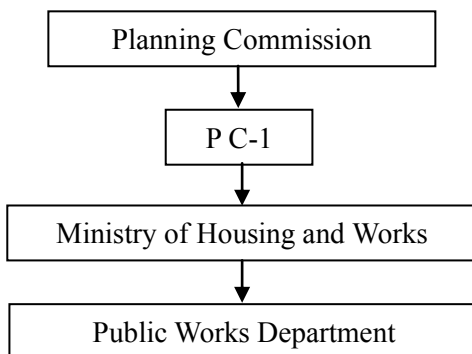 Planning Commission
P C-1
Ministry of Housing and Works
Public Works Department